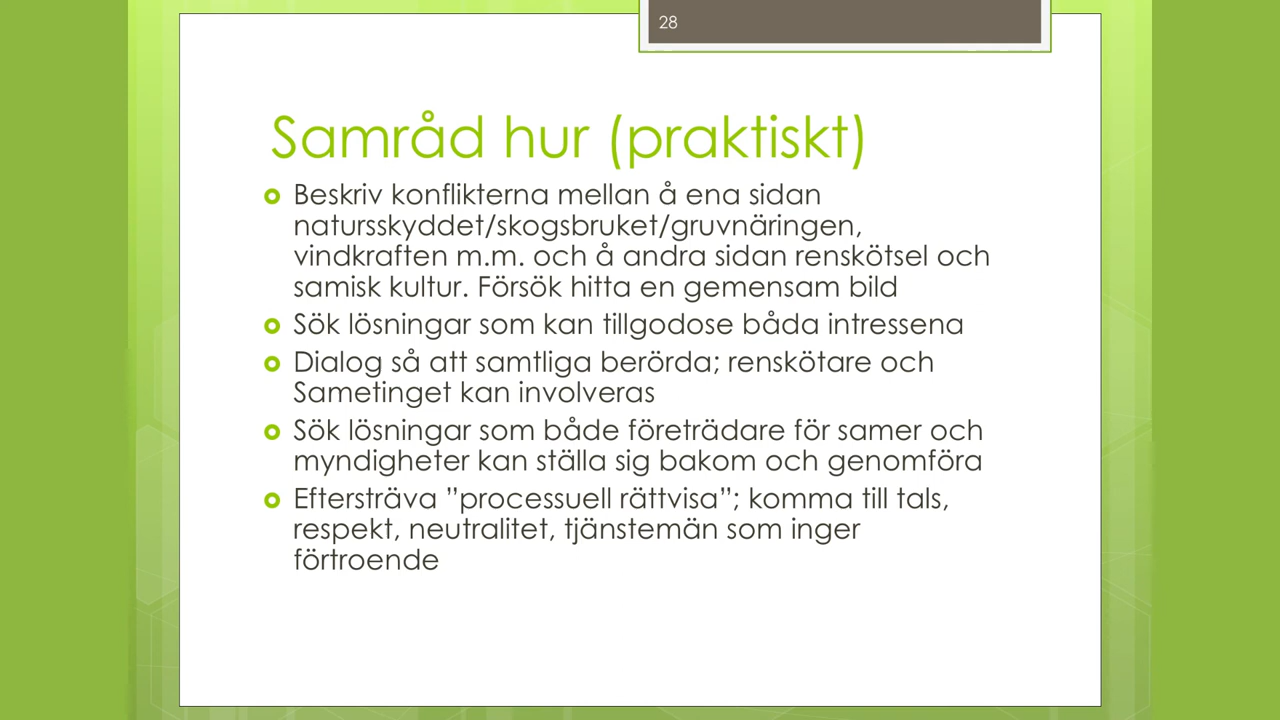 28
Samråd hur (praktiskt)
Beskriv konflikterna mellan å ena sidan
natursskyddet/skogsbruket/gruvnäringen,
vindkraften m.m. och å andra sidan renskötsel och
samisk kultur. Försök hitta en gemensam bild
Sök lösningar som kan tillgodose båda intressena
Dialog så att samtliga berörda; renskötare och
Sametinget kan involveras
Sök lösningar som både företrädare för samer och
myndigheter kan ställa sig bakom och genomföra
Eftersträva ”processuell rättvisa”; komma till tals,
respekt, neutralitet, tjänstemän som inger
förtroende